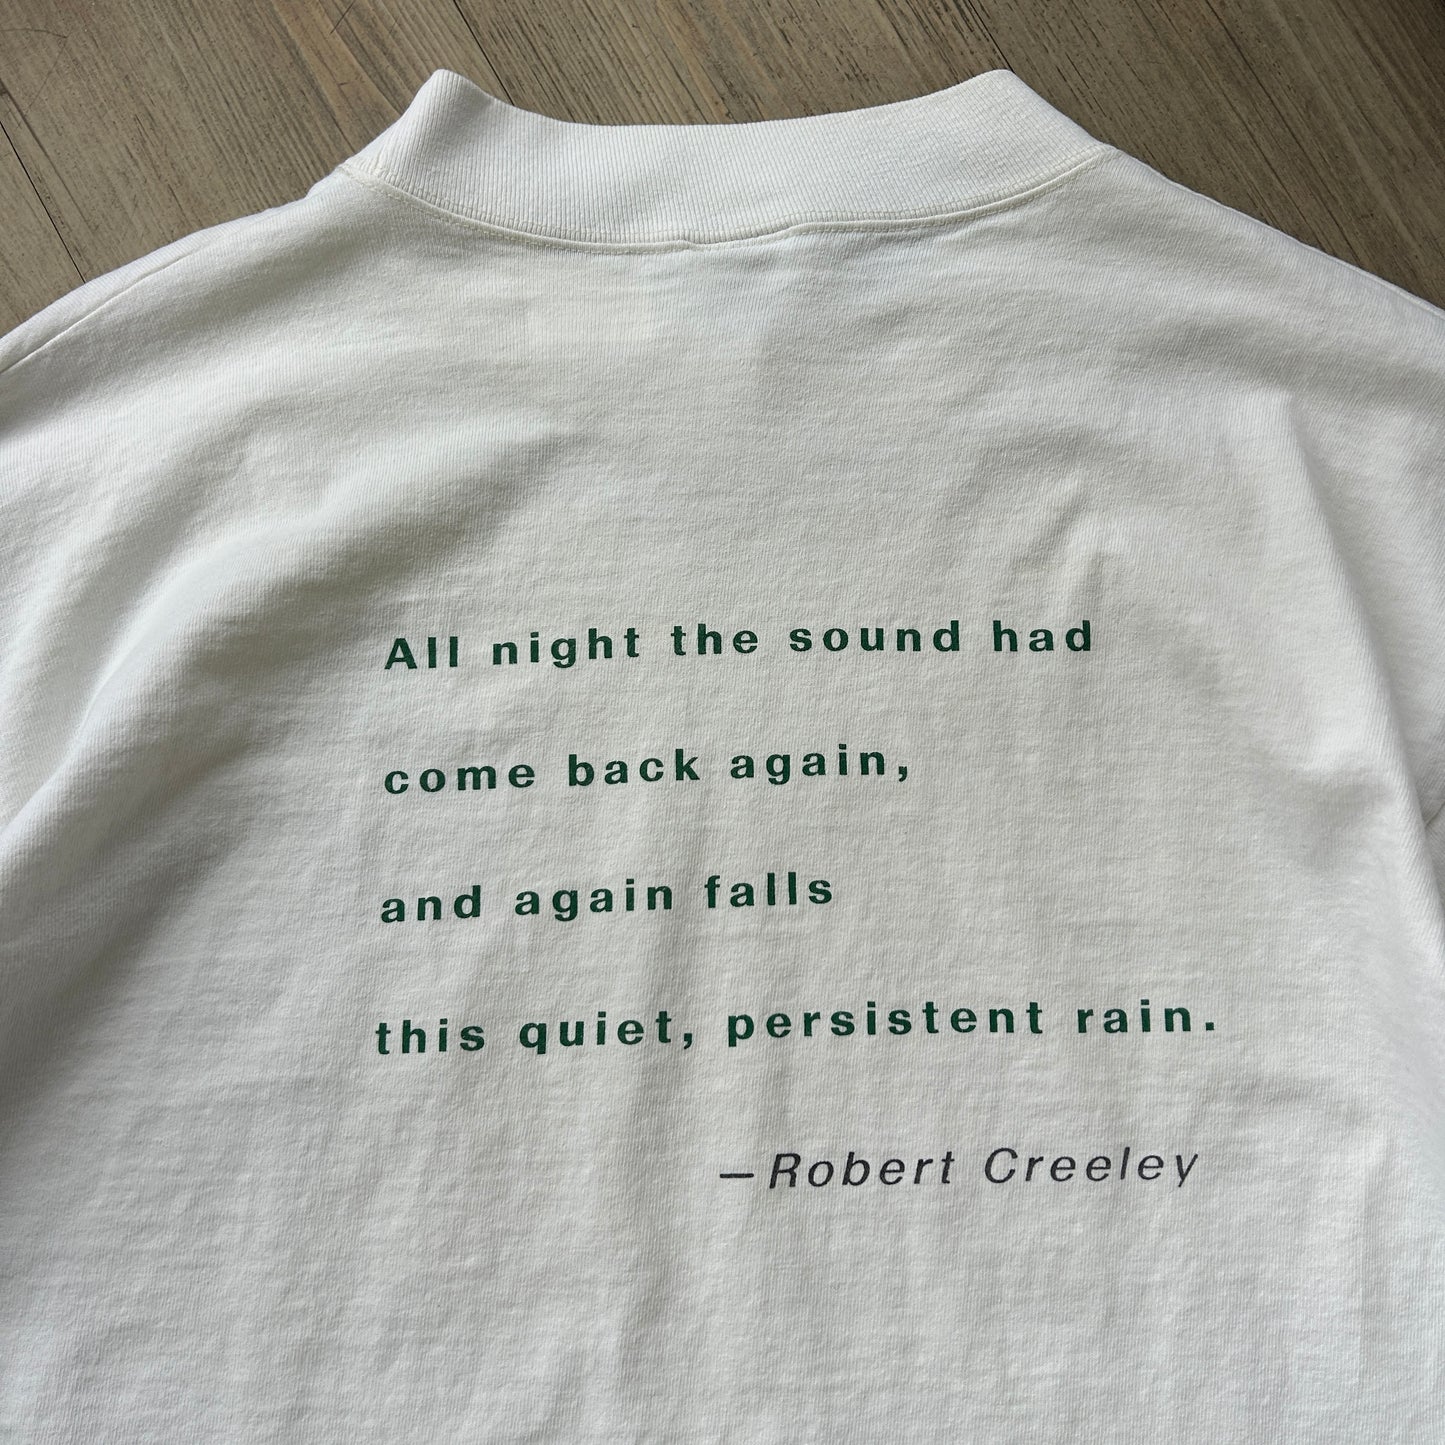 All night the sound had
come back again,
and again falls
this quiet, persistent rain.
—Robert Creeley